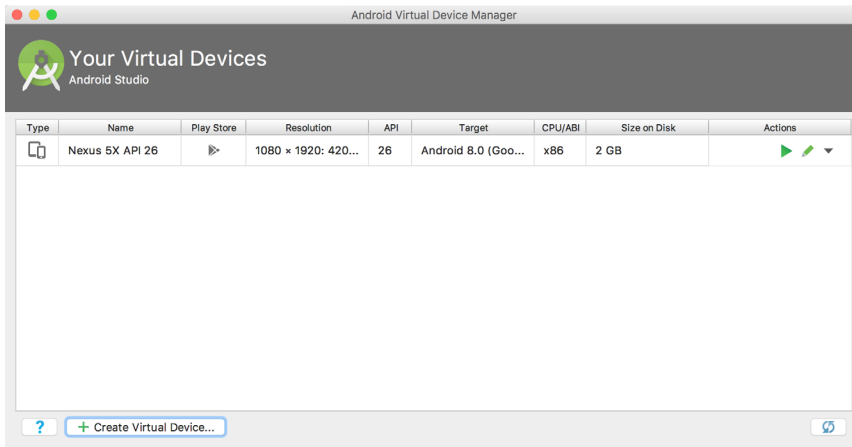 Android Virtual Device Manager
Your Virtual Devices
Android Studio
Type Name Play Store Resolution API Target CPU/ABI Size on Disk Actions
Nexus 5X API 26 1080 × 1920: 420... 26 Android 8.0 (Goo... x86 2 GB
? + Create Virtual Device...